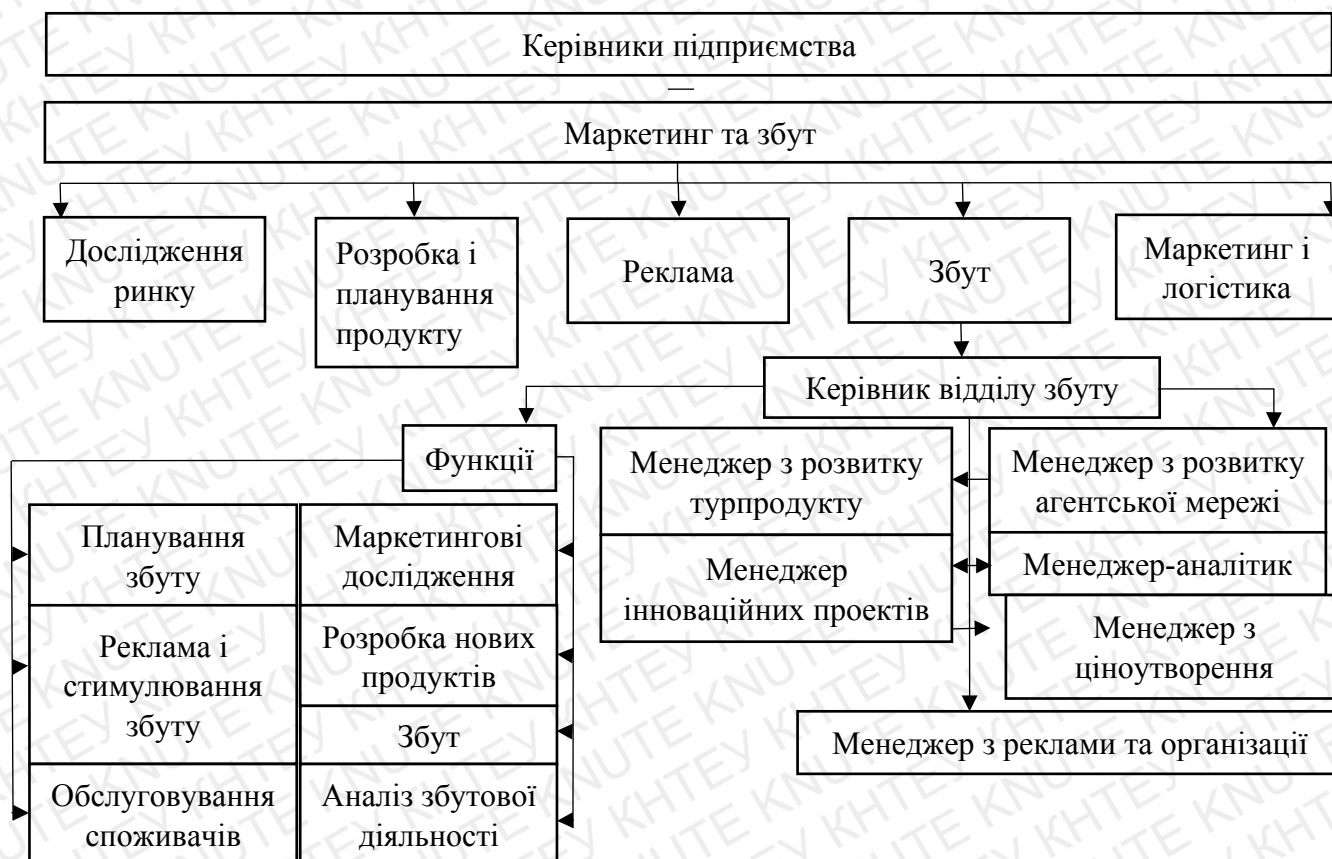 Керівники підприємства
Маркетинг та збут
Дослідження
ринку
Розробка і
планування
продукту
Реклама
Збут
Маркетинг і
логістика
Керівник відділу збуту
Функції
Планування
збуту
Реклама і
стимулювання
збуту
Обслуговування
споживачів
Маркетингові
дослідження
Розробка нових
продуктів
Збут
Аналіз збутової
діяльності
Менеджер з розвитку
турпродукту
Менеджер
інноваційних проектів
Менеджер з розвитку
агентської мережі
Менеджер-аналітик
Менеджер з
ціноутворення
Менеджер з реклами та організації